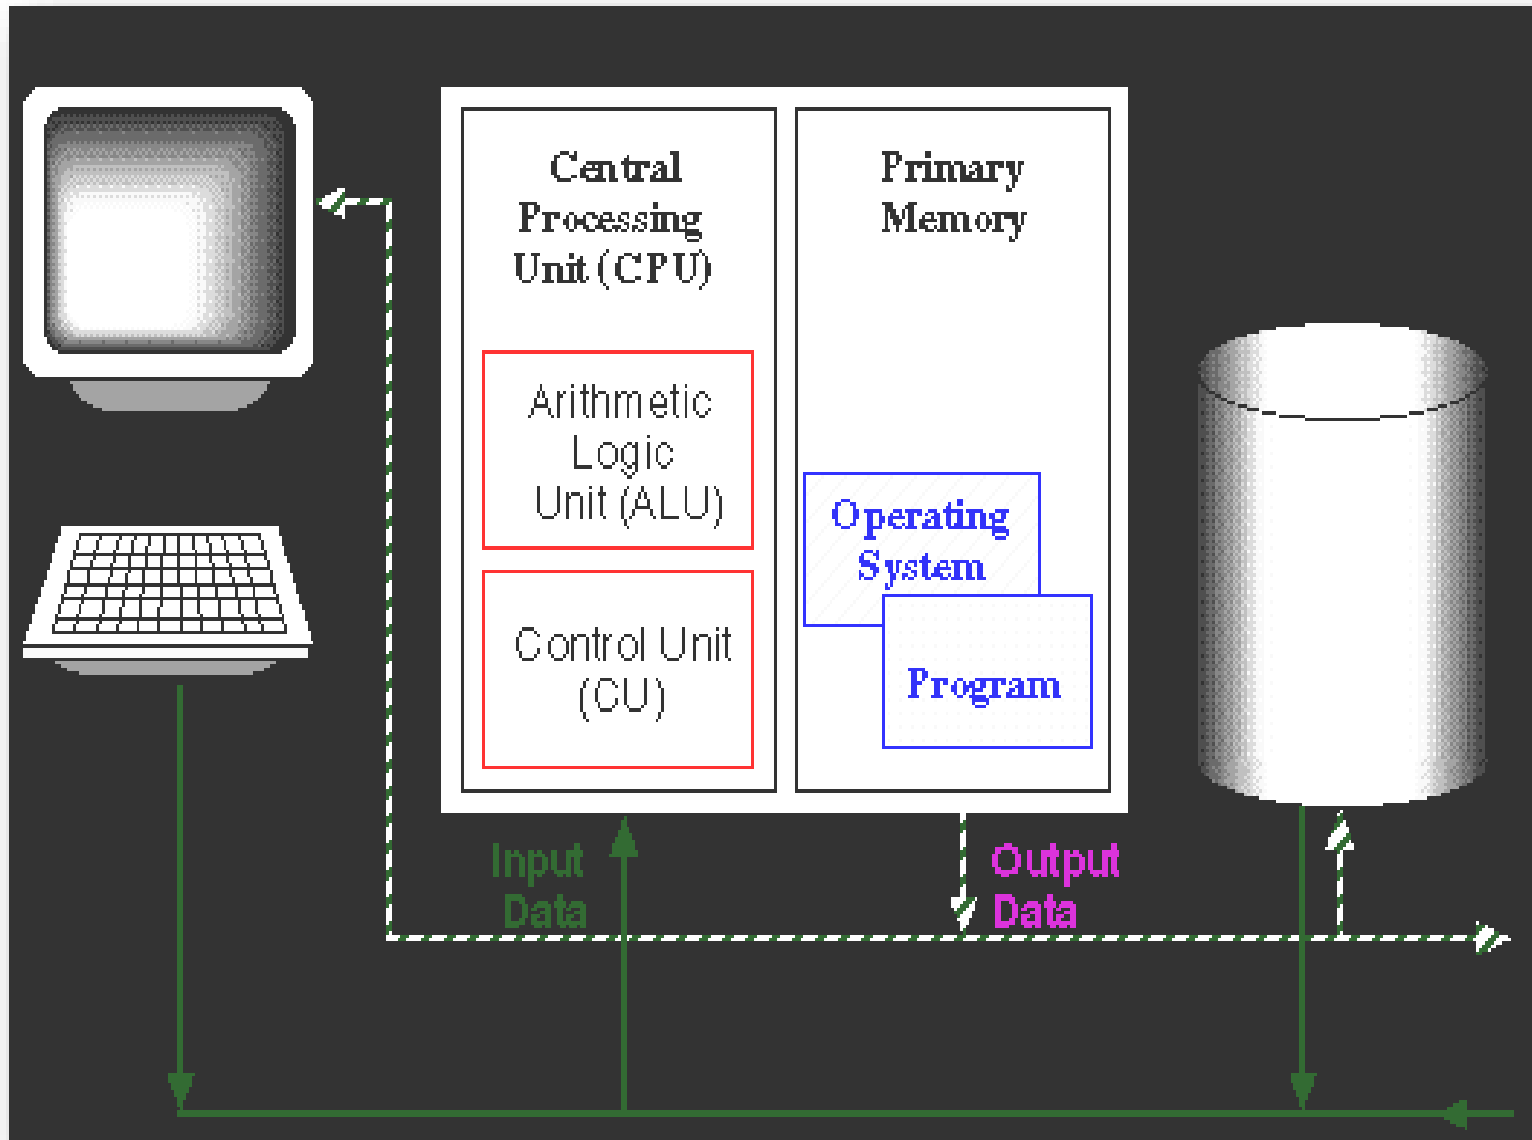 Central
Processing
Unit (CPU)
Primary
Memory
Arithmetic
Logic
Unit (ALU)
Operating
System
Control Unit
(CU)
Program
Input
Data
Output
Data